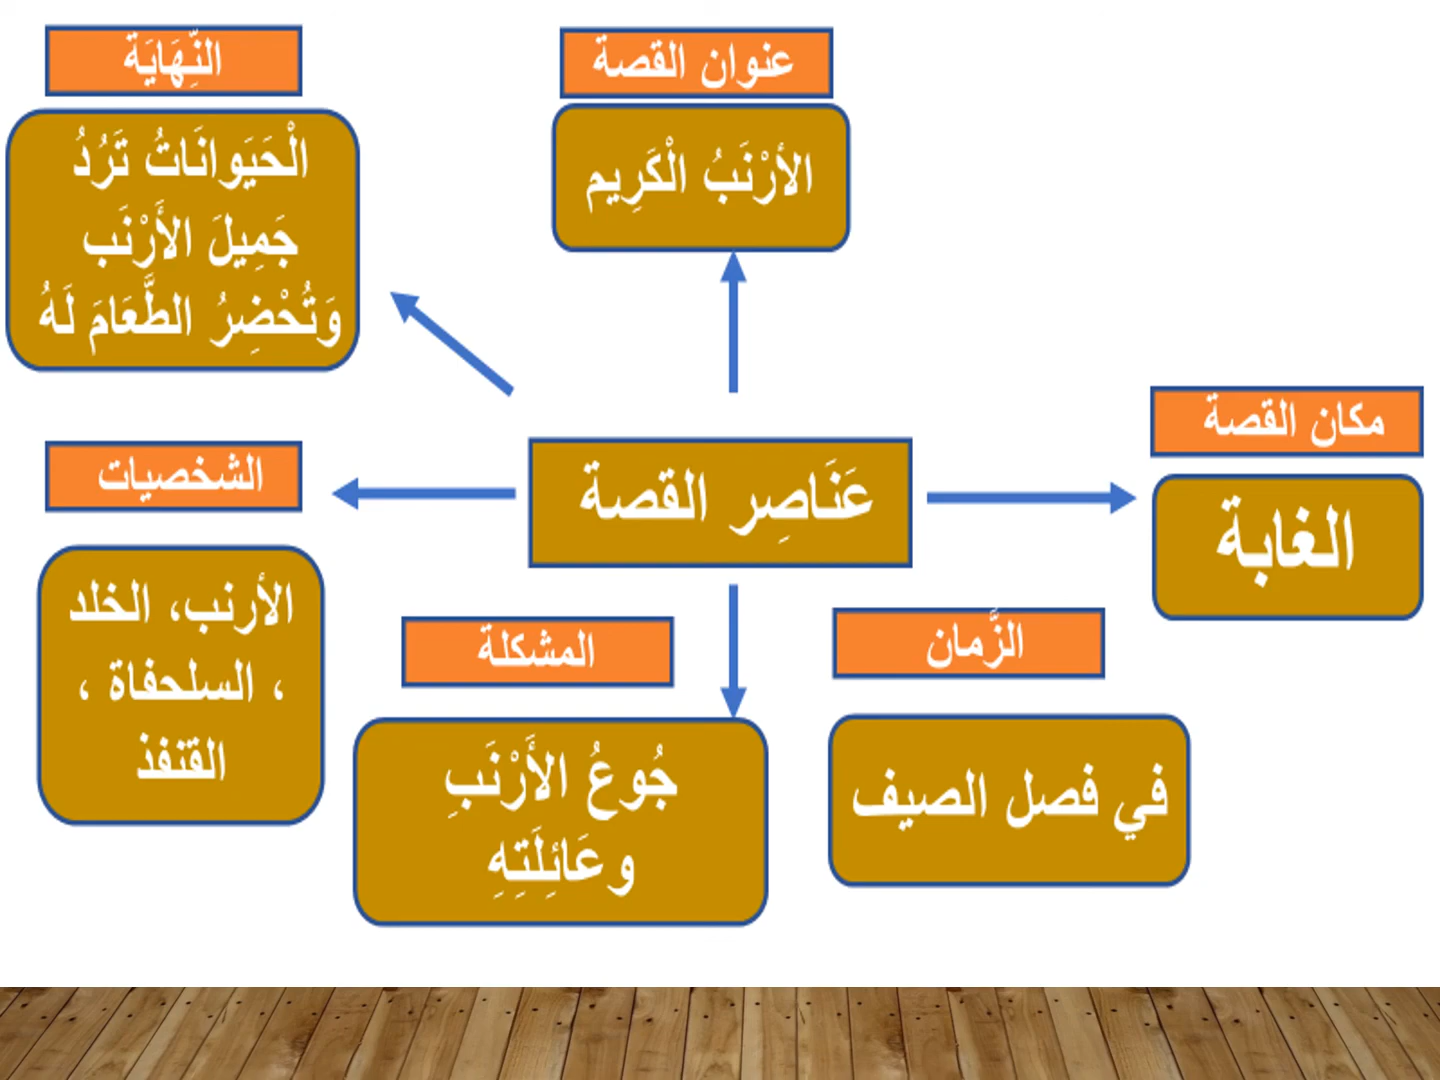 عنوان القصة
الأرْنَبُ الْكَرِيم
النِّهَايَة
الْحَيَوانَاتُ تَرُدُ
جَمِيلَ الأَرْنَب
وَتُحْضِرُ الطَّعَامَ لَهُ
مكان القصة
الغابة
عَنَاصِر القصة
الشخصيات
الأرنب، الخلد
، السلحفاة ،
القنفذ
الزَّمان
في فصل الصيف
المشكلة
جُوعُ الأَرْنَبِ
وعَائِلَتِهِ